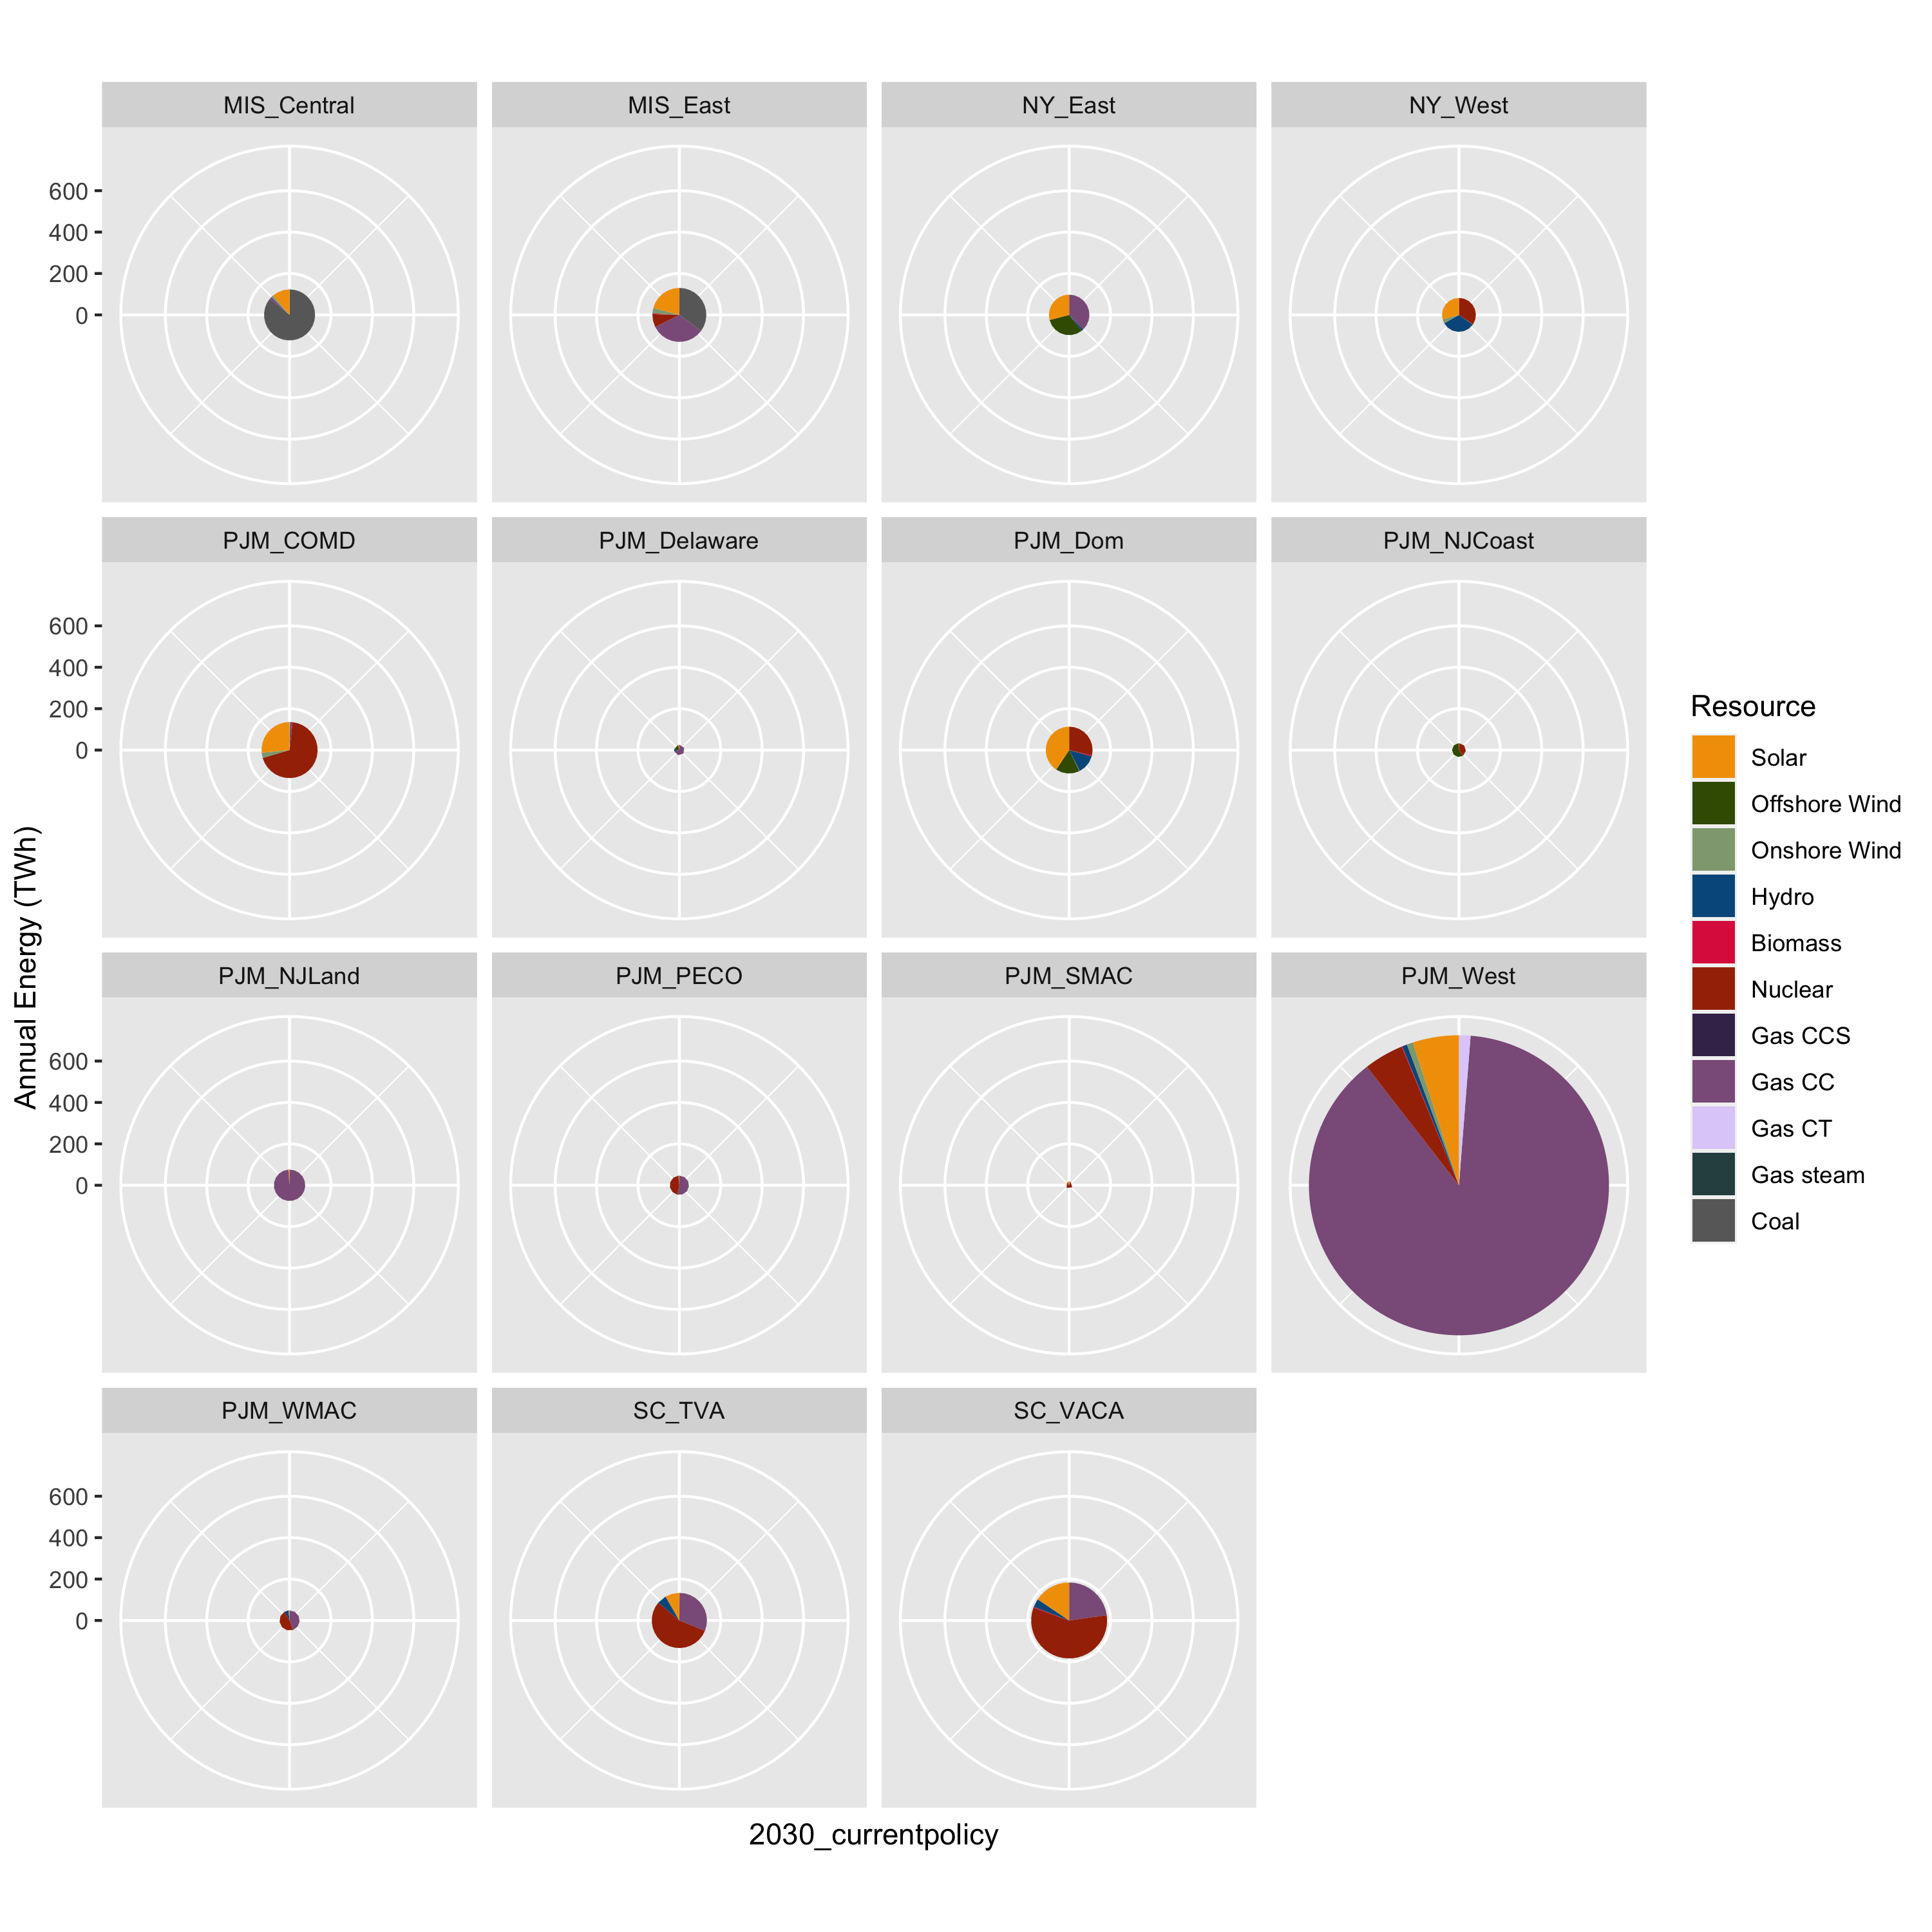 MIS_Central
MIS_East
NY_East
NY_West
600
400
200
0
PJM_COMD
PJM_Delaware
PJM_Dom
PJM_NJCoast
600
400
200
0
PJM_NJLand
PJM_PECO
PJM_SMAC
PJM_West
600
400
200
0
PJM_WMAC
SC_TVA
SC_VACA
600
400
200
0
Annual Energy (TWh)
2030_currentpolicy
Resource
Solar
Offshore Wind
Onshore Wind
Hydro
Biomass
Nuclear
Gas CCS
Gas CC
Gas CT
Gas steam
Coal